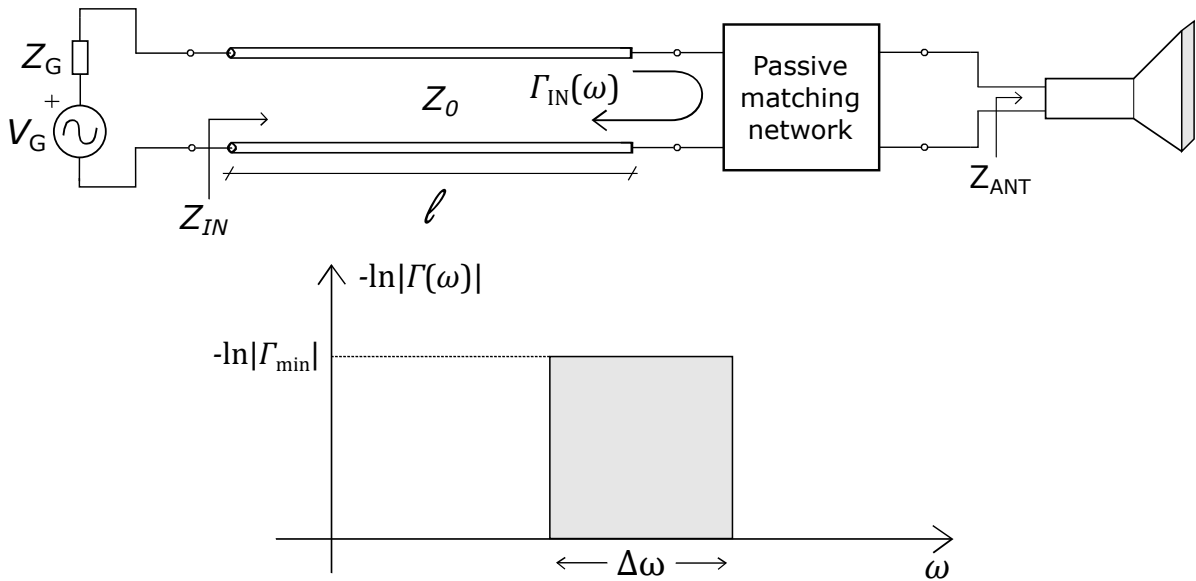 Z_G
+
V_G
Z_0
Γ_IN(ω)
Passive
matching
network
Z_IN
ℓ
Z_ANT
-ln|Γ(ω)|
-ln|Γ_min|
Δω
ω